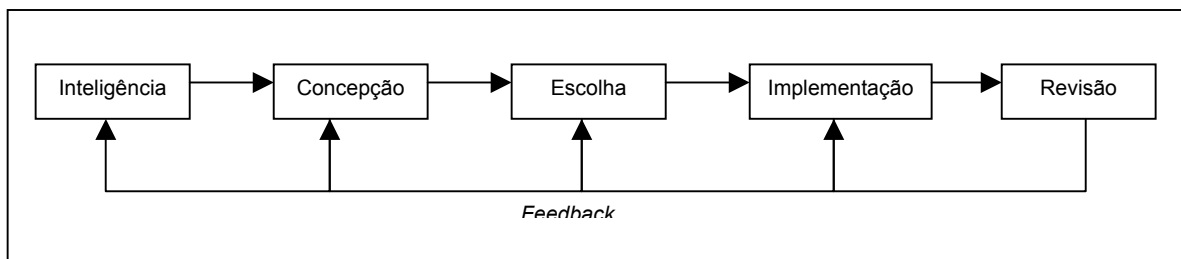 Inteligência
Concepção
Escolha
Implementação
Revisão
Feedback